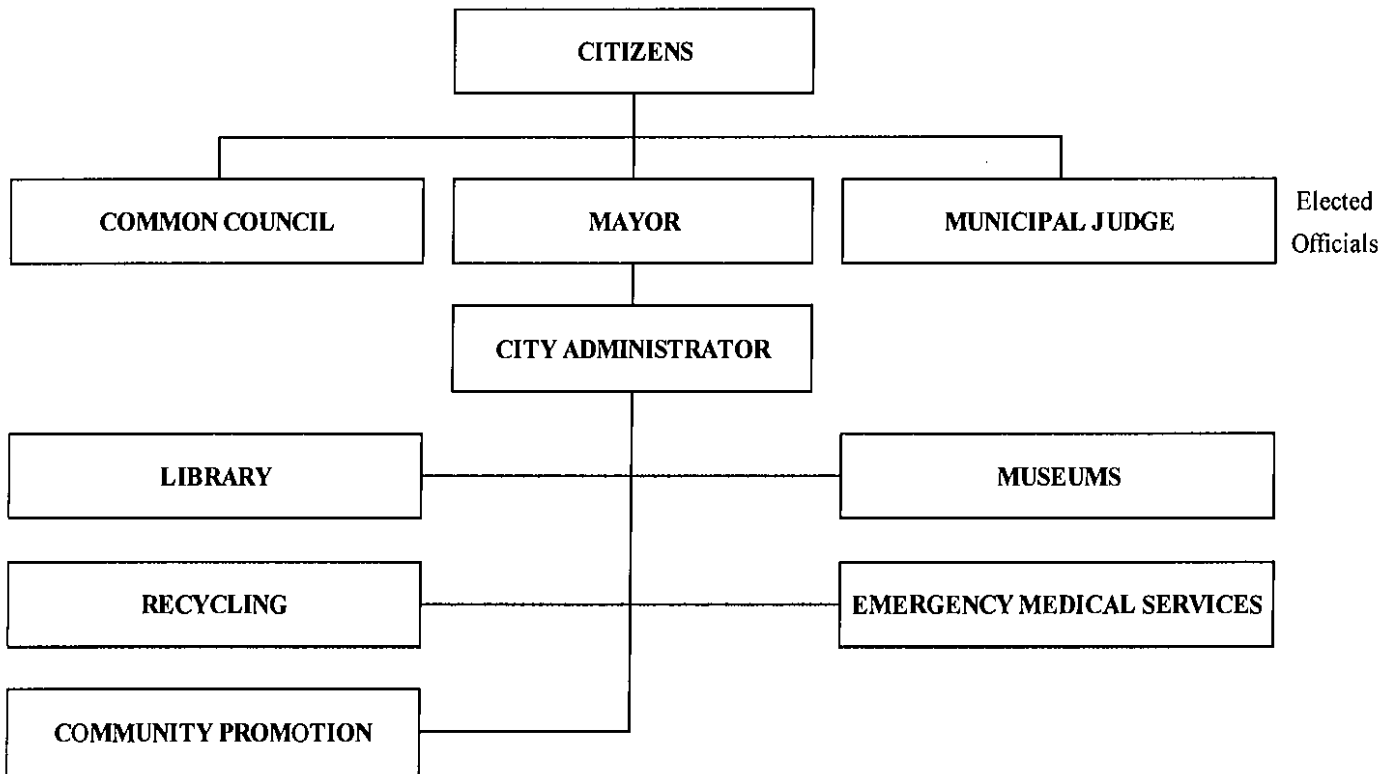 CITIZENS
COMMON COUNCIL
MAYOR
MUNICIPAL JUDGE
Elected
Officials
CITY ADMINISTRATOR
LIBRARY
MUSEUMS
RECYCLING
EMERGENCY MEDICAL SERVICES
COMMUNITY PROMOTION